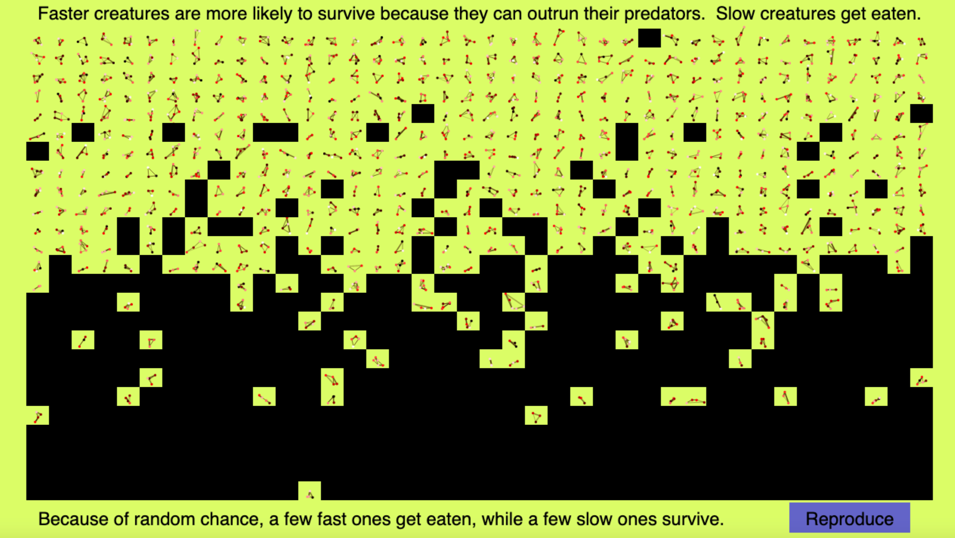 Faster creatures are more likely to survive because they can outrun their predators.  Slow creatures get eaten.
Because of random chance, a few fast ones get eaten, while a few slow ones survive.
Reproduce